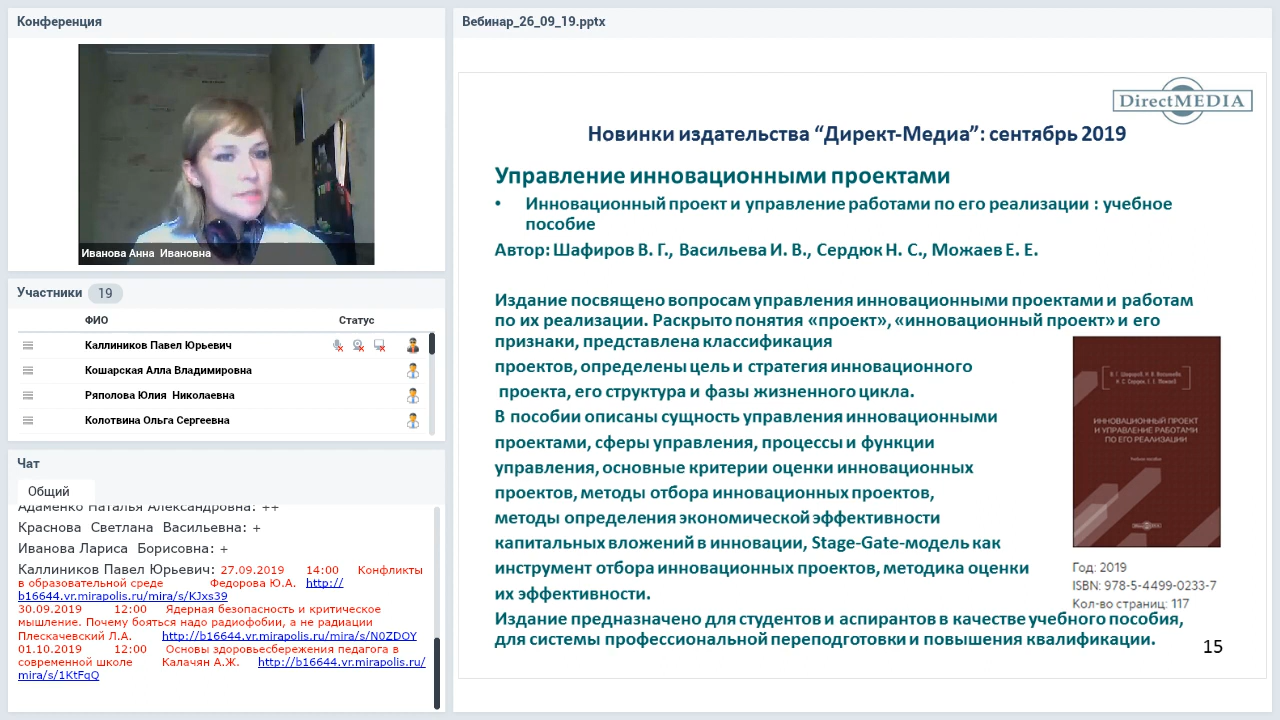 Конференция
Иванова Анна Ивановна
Участники 19
ФИО Статус
Каллиников Павел Юрьевич
Кошарская Алла Владимировна
Ряполова Юлия Николаевна
Колотвина Ольга Сергеевна
Чат
Общий
Адаменко Наталья Александровна: ++
Краснова Светлана Васильевна: +
Иванова Лариса Борисовна: +
Каллиников Павел Юрьевич: 27.09.2019 14:00 Конфликты
в образовательной среде Федорова Ю.А. http://
b16644.vr.mirapolis.ru/mira/s/KJxs39
30.09.2019 12:00 Ядерная безопасность и критическое
мышление. Почему бояться надо радиофобии, а не радиации
Плескачевский Л.А. http://b16644.vr.mirapolis.ru/mira/s/N0ZDOY
01.10.2019 12:00 Основы здоровьесбережения педагога в
современной школе Калачян А.Ж. http://b16644.vr.mirapolis.ru/
mira/s/1KtFqQ
Вебинар_26_09_19.pptx
DirectMEDIA
Новинки издательства “Директ-Медиа”: сентябрь 2019
Управление инновационными проектами
• Инновационный проект и управление работами по его реализации : учебное
пособие
Автор: Шафиров В. Г., Васильева И. В., Сердюк Н. С., Можаев Е. Е.
Издание посвящено вопросам управления инновационными проектами и работам
по их реализации. Раскрыто понятия «проект», «инновационный проект» и его
признаки, представлена классификация
проектов, определены цель и стратегия инновационного
проекта, его структура и фазы жизненного цикла.
В пособии описаны сущность управления инновационными
проектами, сферы управления, процессы и функции
управления, основные критерии оценки инновационных
проектов, методы отбора инновационных проектов,
методы определения экономической эффективности
капитальных вложений в инновации, Stage-Gate-модель как
инструмент отбора инновационных проектов, методика оценки
их эффективности.
Издание предназначено для студентов и аспирантов в качестве учебного пособия,
для системы профессиональной переподготовки и повышения квалификации.
ИННОВАЦИОННЫЙ ПРОЕКТ
И УПРАВЛЕНИЕ РАБОТАМИ
ПО ЕГО РЕАЛИЗАЦИИ
Учебное пособие
Год: 2019
ISBN: 978-5-4499-0233-7
Кол-во страниц: 117
15